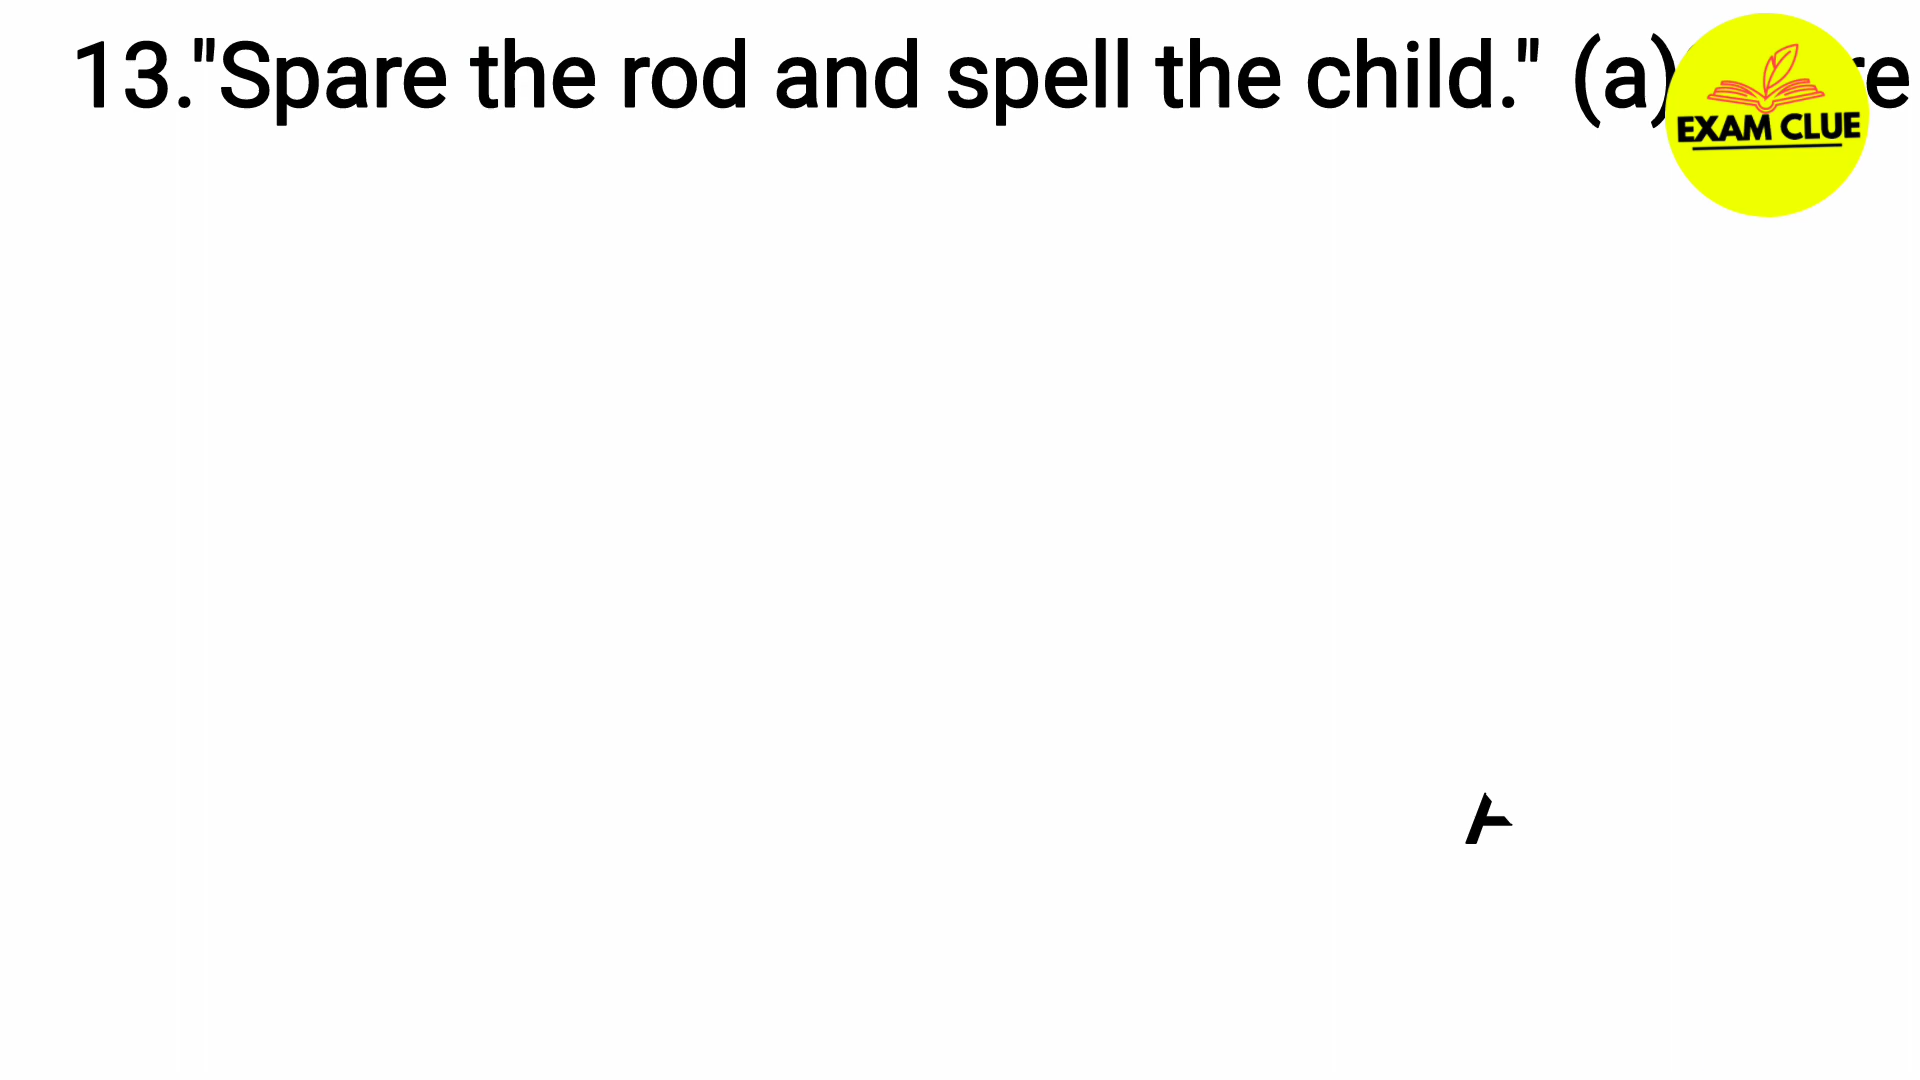 13."Spare the rod and spell the child." (a)
EXAM CLUE